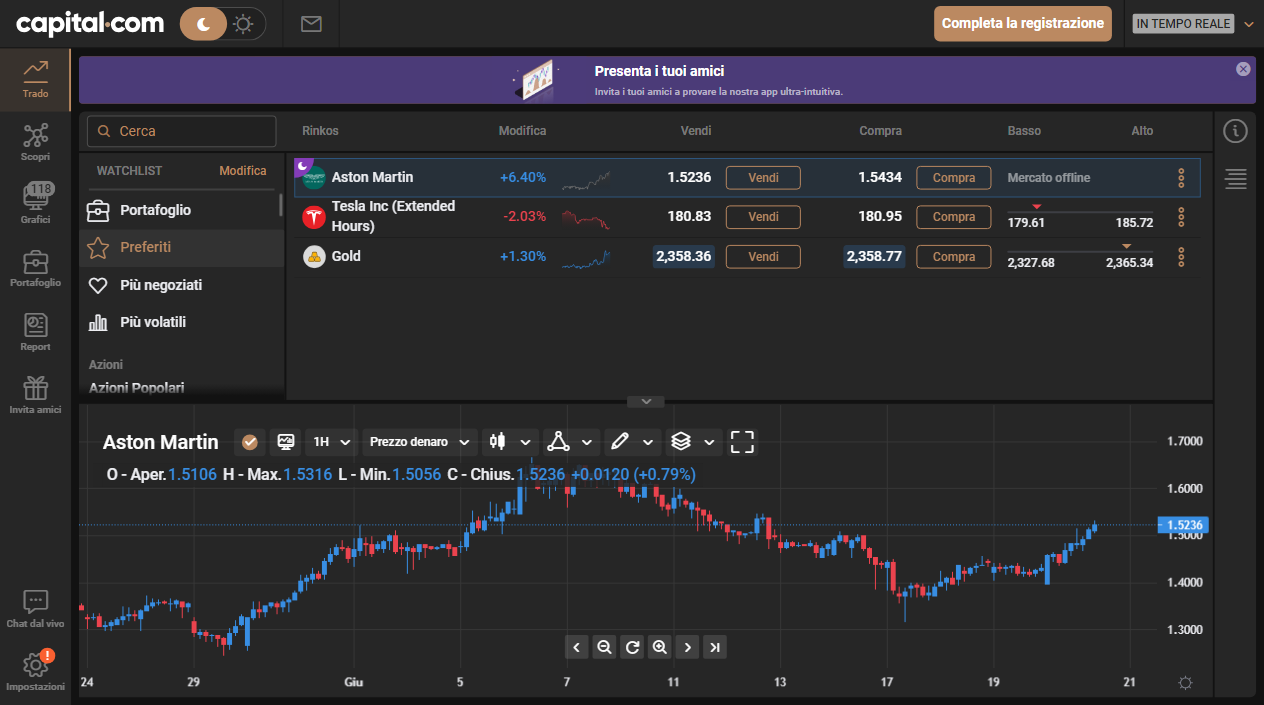 capital.com
Completa la registrazione
IN TEMPO REALE
Presenta i tuoi amici
Invita i tuoi amici a provare la nostra app ultra-intuitiva.
Trado
Scopri
118
Grafici
Portafoglio
Report
Invita amici
Chat dal vivo
Impostazioni
Cerca
WATCHLIST Modifica
Portafoglio
Preferiti
Più negoziati
Più volatili
Azioni
Azioni Popolari
Rinkos Modifica Vendi Compra Basso Alto
Aston Martin +6.40% 1.5236 Vendi 1.5434 Compra Mercato offline
Tesla Inc (Extended
Hours) -2.03% 180.83 Vendi 180.95 Compra 179.61 185.72
Gold +1.30% 2,358.36 Vendi 2,358.77 Compra 2,327.68 2,365.34
Aston Martin 1H Prezzo denaro
O - Aper. 1.5106 H - Max. 1.5316 L - Min. 1.5056 C - Chius. 1.5236 +0.0120 (+0.79%)
1.7000
1.6000
1.5236
1.5000
1.4000
1.3000
24 29 Giu 5 7 11 13 17 19 21